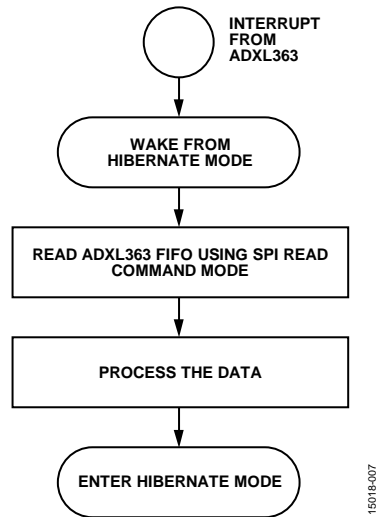 INTERRUPT
FROM
ADXL363
WAKE FROM
HIBERNATE MODE
READ ADXL363 FIFO USING SPI READ
COMMAND MODE
PROCESS THE DATA
ENTER HIBERNATE MODE
15018-007